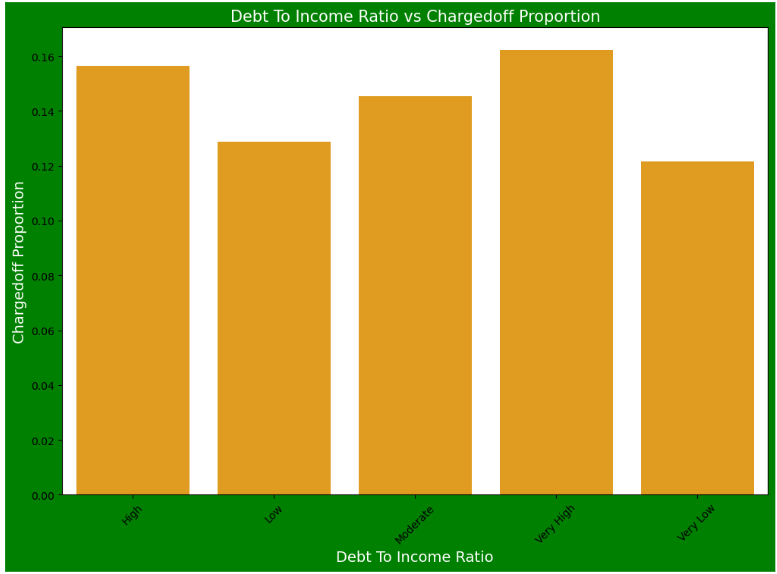 Debt To Income Ratio vs Chargedoff Proportion
Chargedoff Proportion
0.16
0.14
0.12
0.10
0.08
0.06
0.04
0.02
0.00
High
Low
Moderate
Very High
Very Low
Debt To Income Ratio